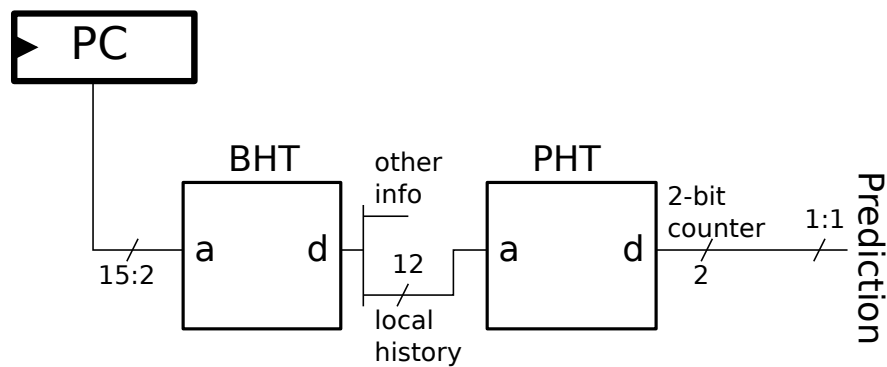 PC
BHT
other
info
PHT
2-bit
counter
1:1
Prediction
a
d
a
d
15:2
12
2
local
history